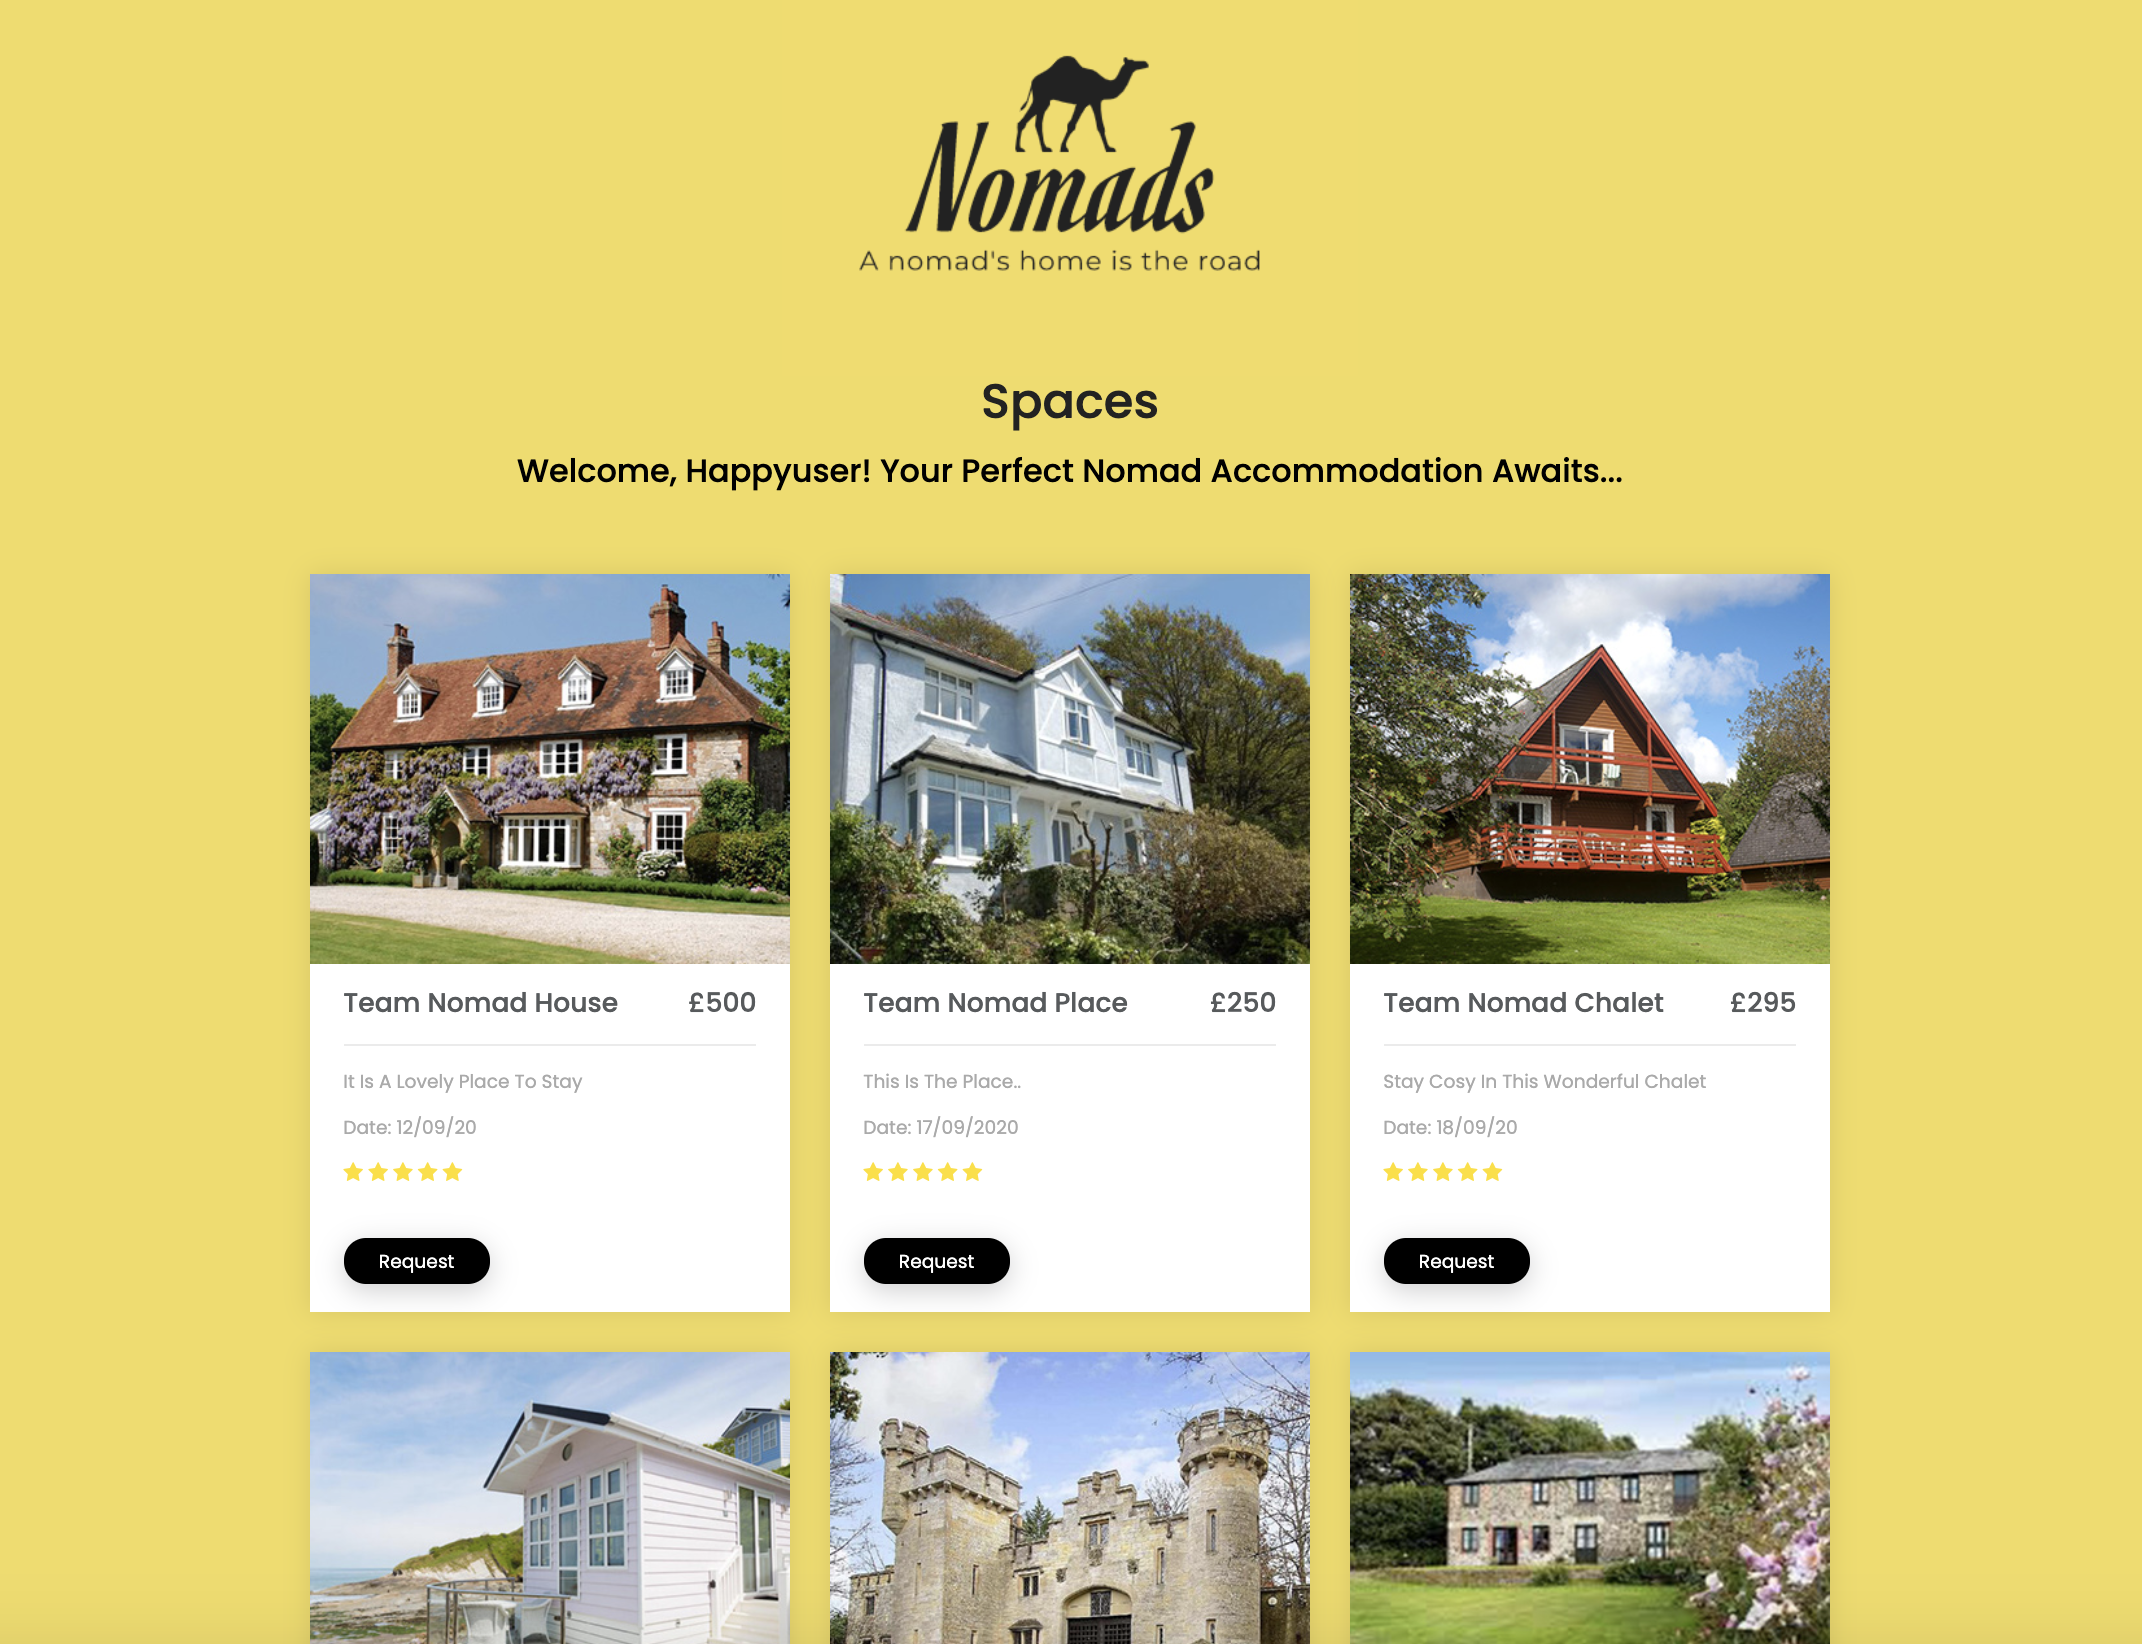 Nomads
A nomad's home is the road
Spaces
Welcome, Happyuser! Your Perfect Nomad Accommodation Awaits...
Team Nomad House £500
It Is A Lovely Place To Stay
Date: 12/09/20
Request
Team Nomad Place £250
This Is The Place..
Date: 17/09/2020
Request
Team Nomad Chalet £295
Stay Cosy In This Wonderful Chalet
Date: 18/09/20
Request